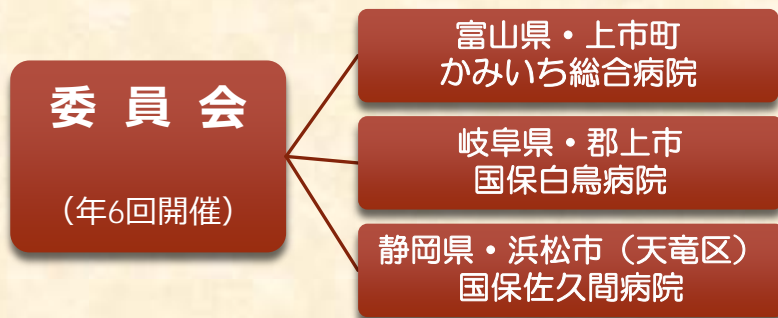 委 員 会
（年6回開催）
富山県・上市町
かみいち総合病院
岐阜県・郡上市
国保白鳥病院
静岡県・浜松市（天竜区）
国保佐久間病院